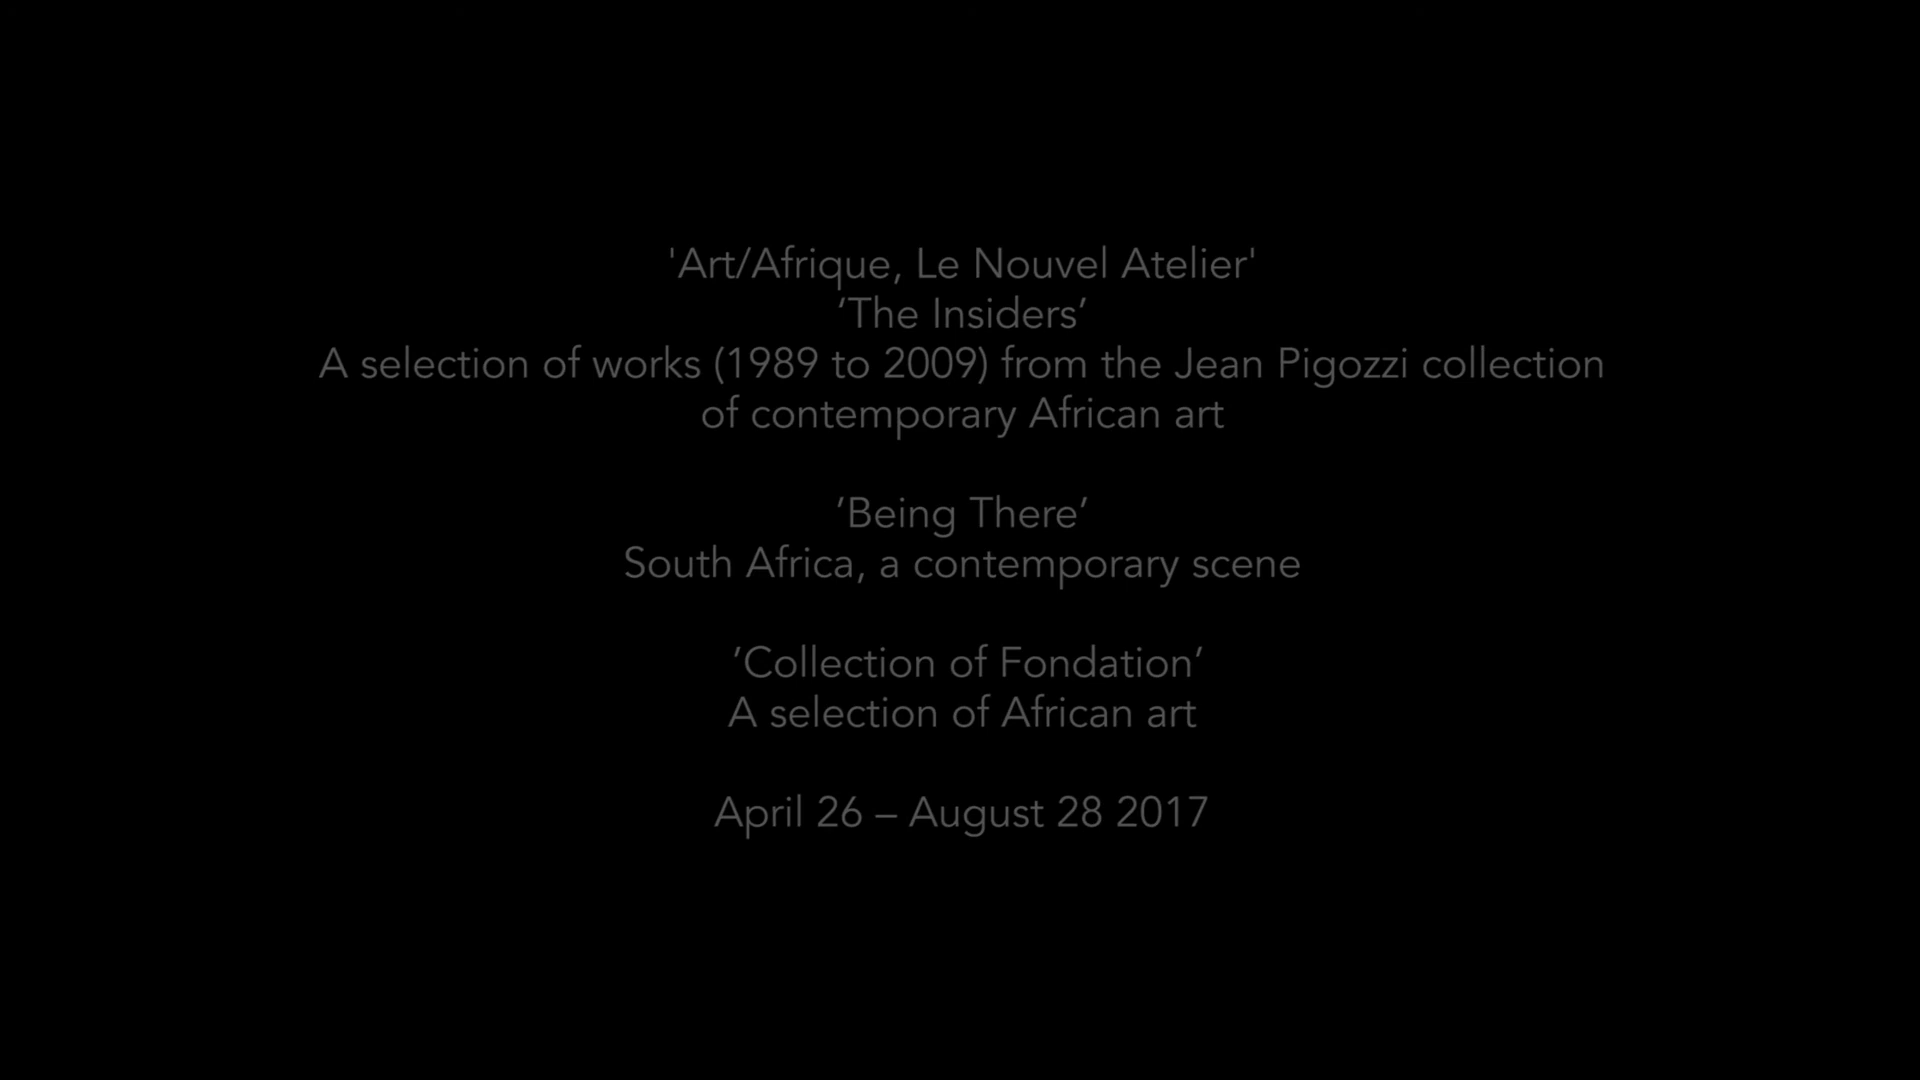 'Art/Afrique, Le Nouvel Atelier'
‘The Insiders’
A selection of works (1989 to 2009) from the Jean Pigozzi collection
of contemporary African art
‘Being There’
South Africa, a contemporary scene
’Collection of Fondation’
A selection of African art
April 26 – August 28 2017